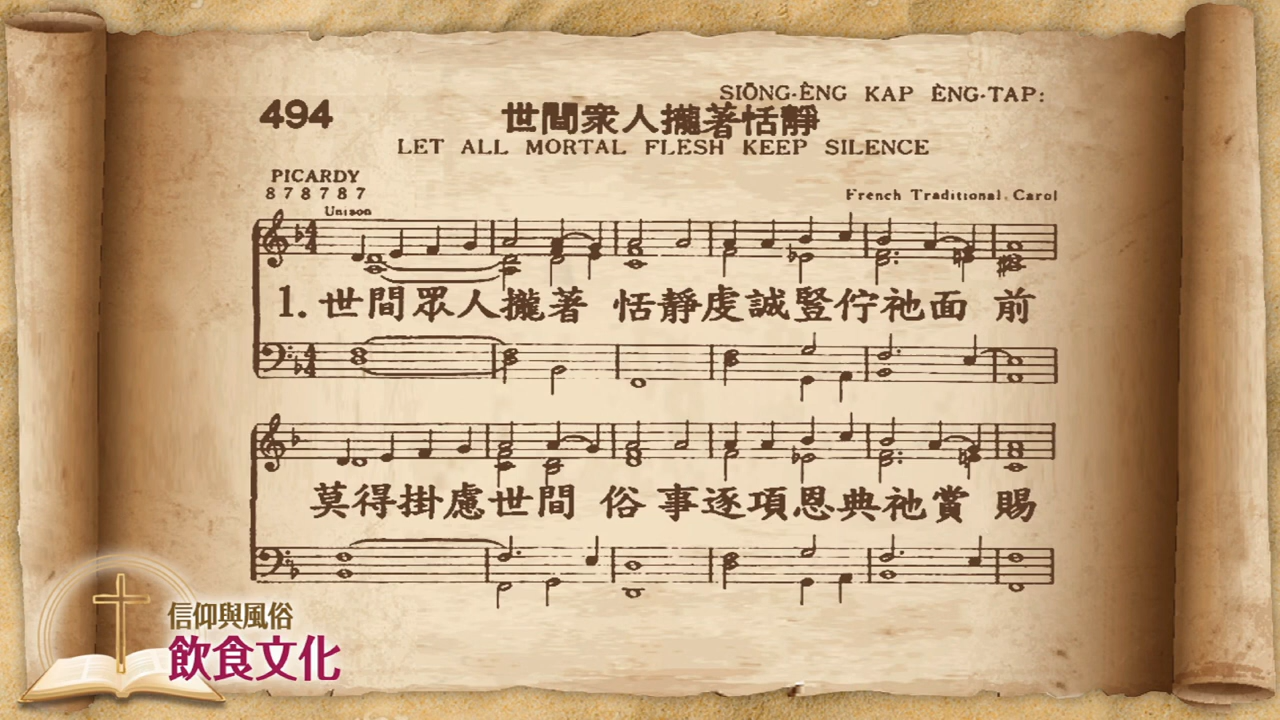 SIŌNG-ÈNG KAP ÈNG-TAP:
494 世間衆人攏著恬靜
LET ALL MORTAL FLESH KEEP SILENCE
PICARDY
8 7 8 7 8 7
French Traditional Carol
Unison
1. 世間眾人攏著 恬靜虔誠豎佇祂面 前
莫得掛慮世間 俗事逐項恩典祂賞 賜
信仰與風俗
飲食文化